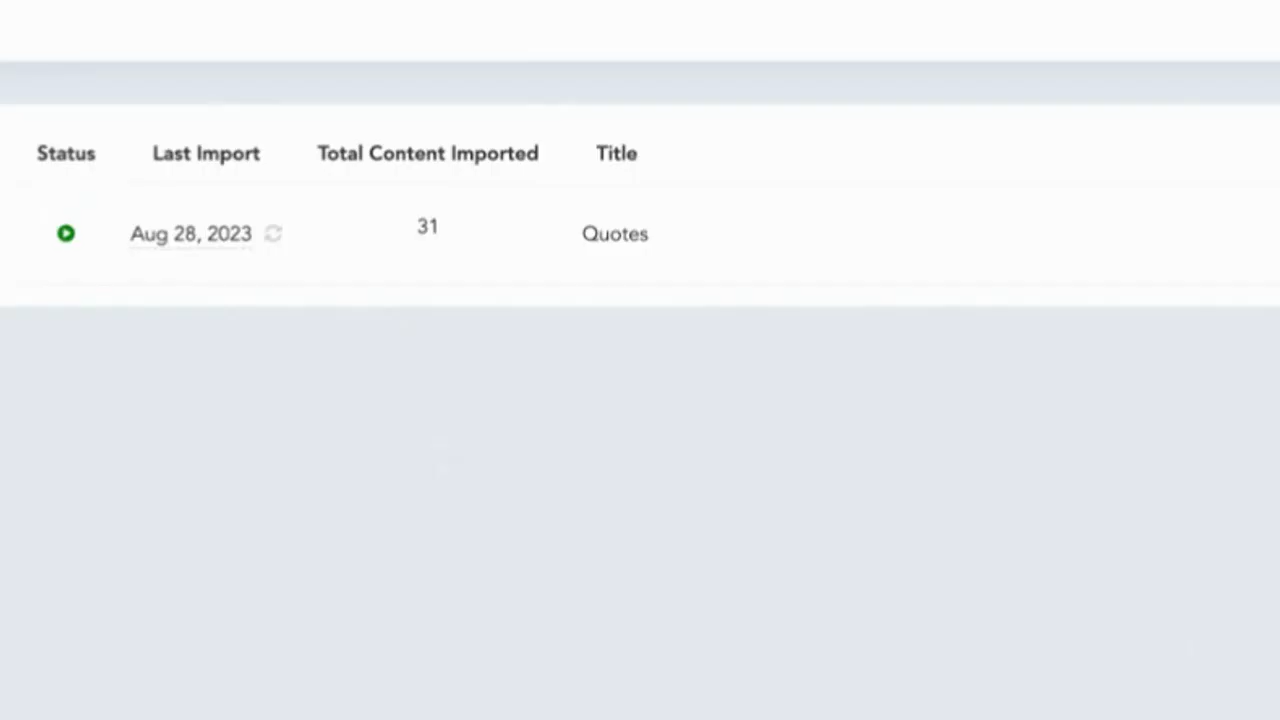 Status Last Import Total Content Imported Title
Aug 28, 2023 31 Quotes